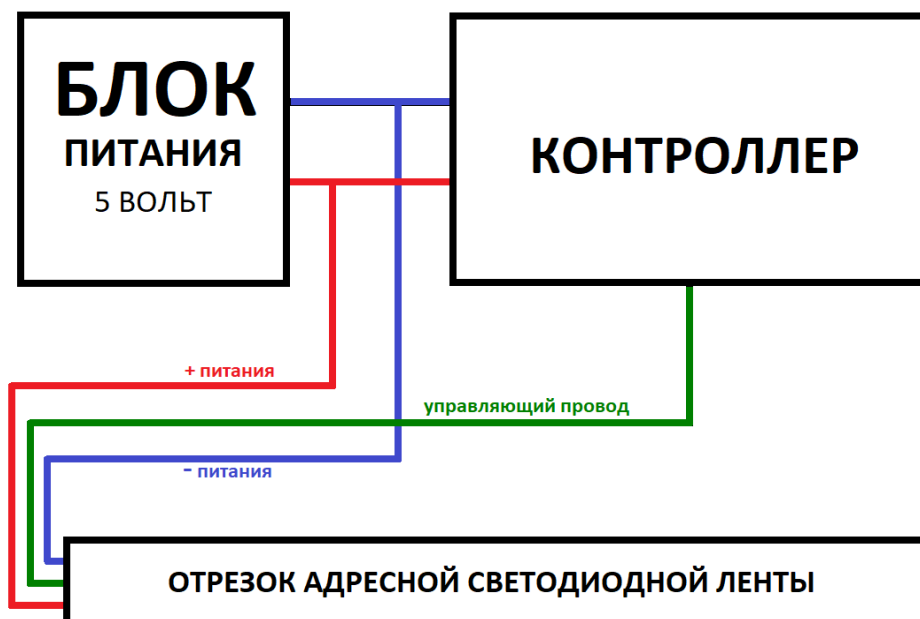 БЛОК
ПИТАНИЯ
5 ВОЛЬТ
КОНТРОЛЛЕР
+ питания
управляющий провод
- питания
ОТРЕЗОК АДРЕСНОЙ СВЕТОДИОДНОЙ ЛЕНТЫ